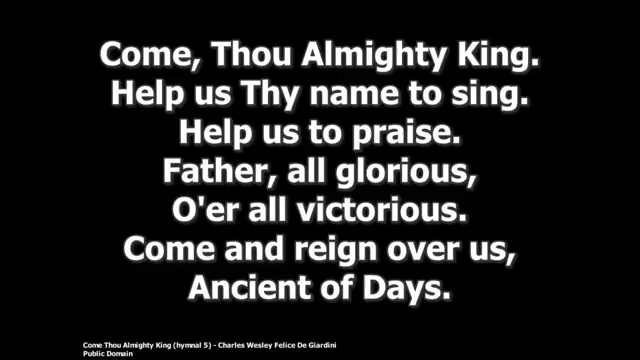 Come, Thou Almighty King.
Help us Thy name to sing.
Help us to praise.
Father, all glorious,
O'er all victorious.
Come and reign over us,
Ancient of Days.
Come Thou Almighty King (hymnal 5) - Charles Wesley Felice De Giardini
Public Domain